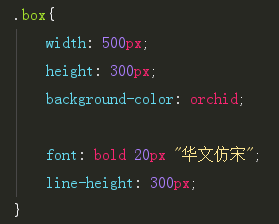 .box{
width: 500px;
height: 300px;
background-color: orchid;
font: bold 20px "华文仿宋";
line-height: 300px;
}